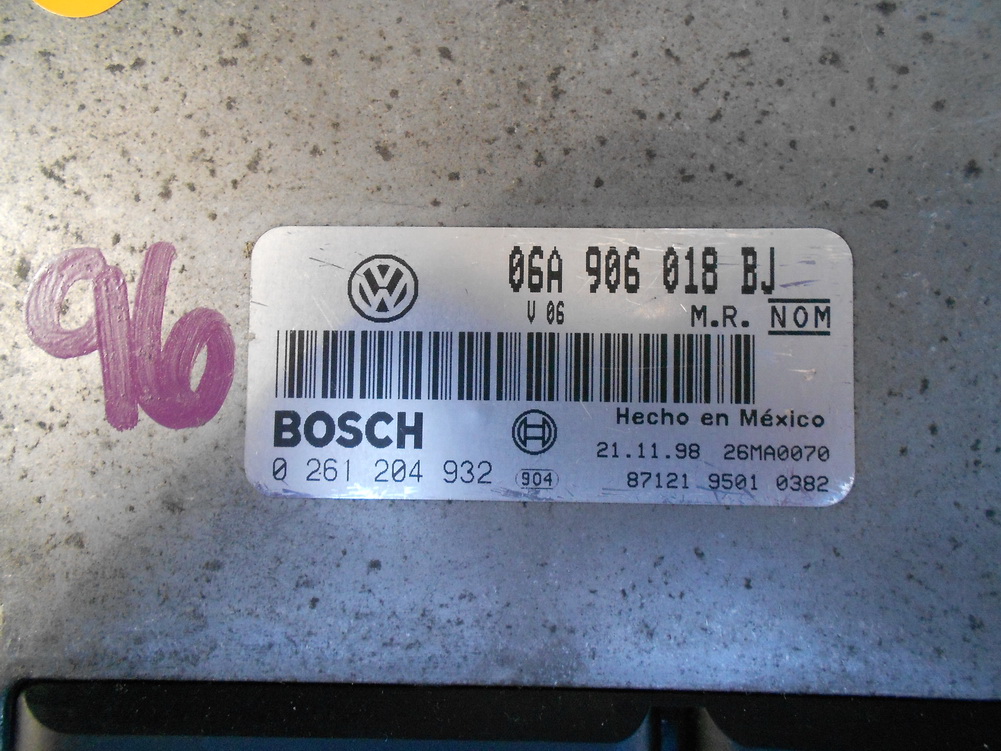 96
06A 906 018 BJ
V 06
M.R. NOM
Hecho en México
BOSCH
21.11.98 26MA0070
0 261 204 932
904
87121 9501 0382